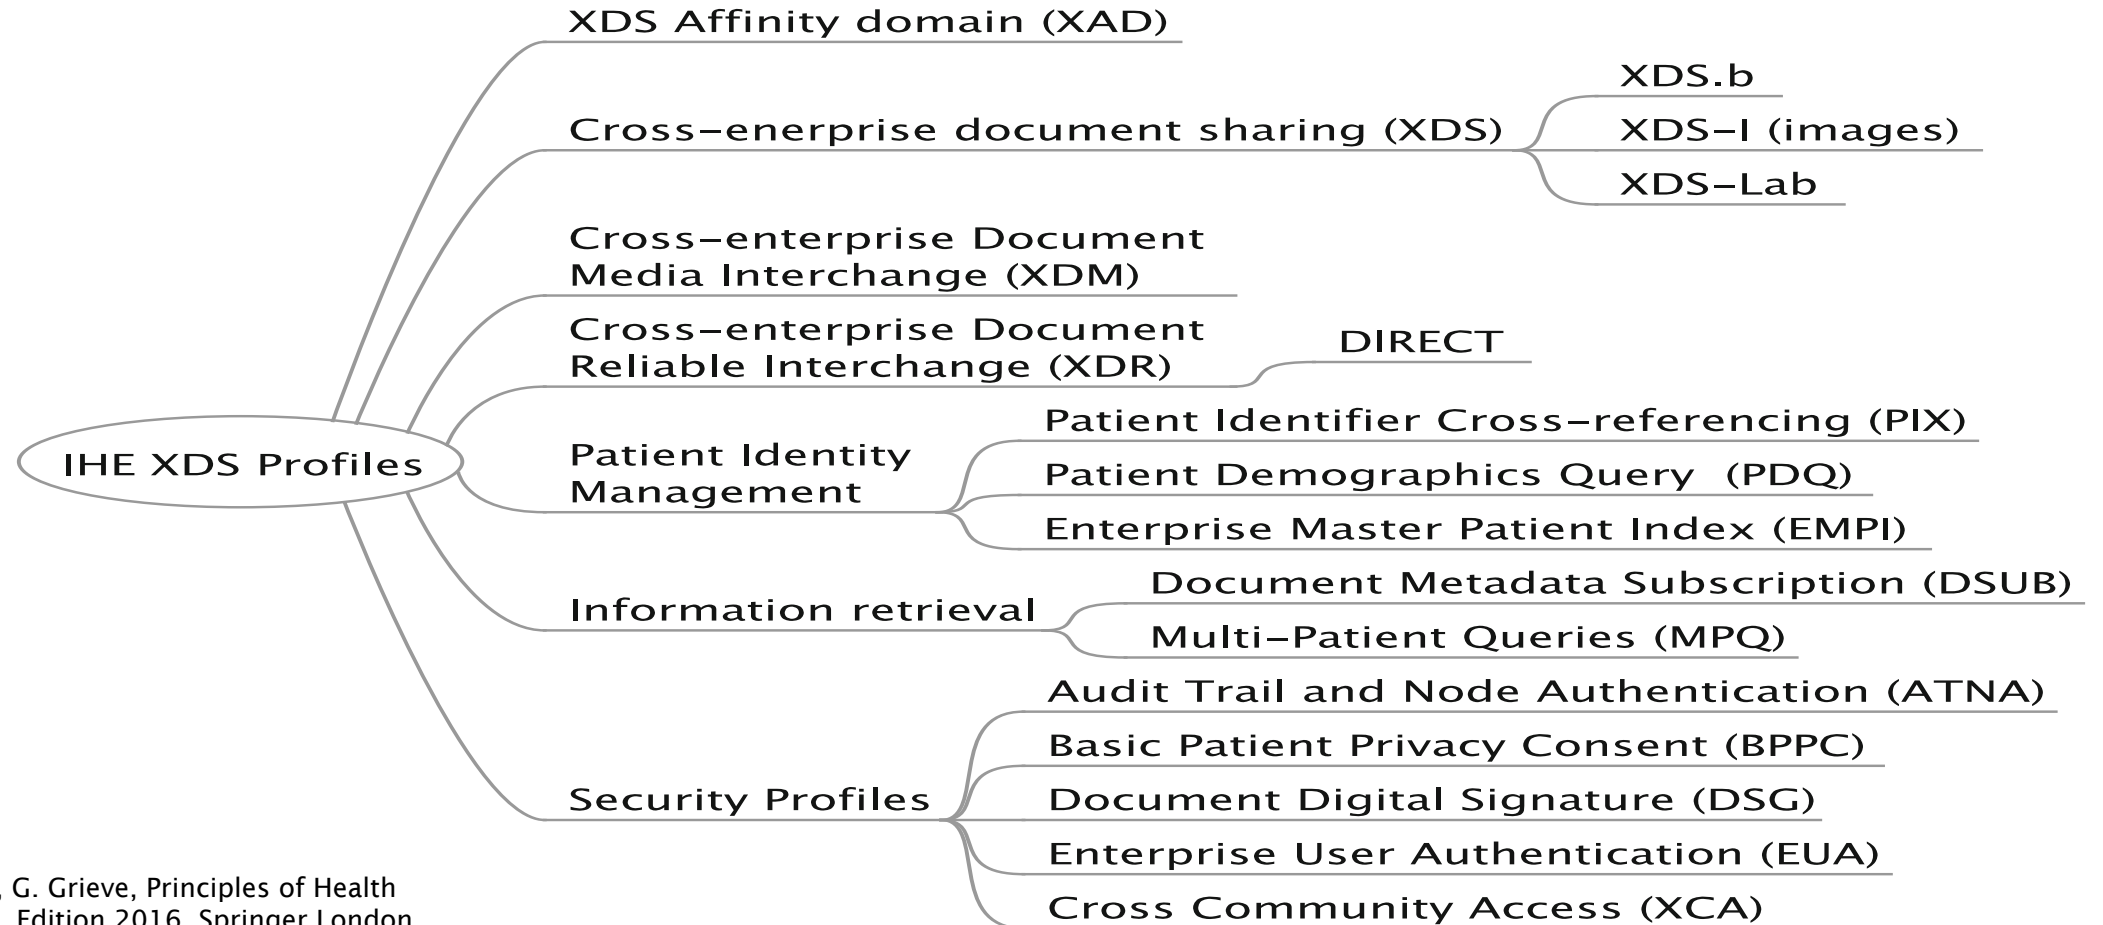 XDS Affinity domain (XAD)
XDS.b
Cross-enerprise document sharing (XDS)
XDS-I (images)
XDS-Lab
Cross-enterprise Document
Media Interchange (XDM)
Cross-enterprise Document
Reliable Interchange (XDR)
DIRECT
IHE XDS Profiles
Patient Identity
Management
Patient Identifier Cross-referencing (PIX)
Patient Demographics Query (PDQ)
Enterprise Master Patient Index (EMPI)
Information retrieval
Document Metadata Subscription (DSUB)
Multi-Patient Queries (MPQ)
Security Profiles
Audit Trail and Node Authentication (ATNA)
Basic Patient Privacy Consent (BPPC)
Document Digital Signature (DSG)
Enterprise User Authentication (EUA)
Cross Community Access (XCA)
, G. Grieve, Principles of Health
Edition 2016, Springer London